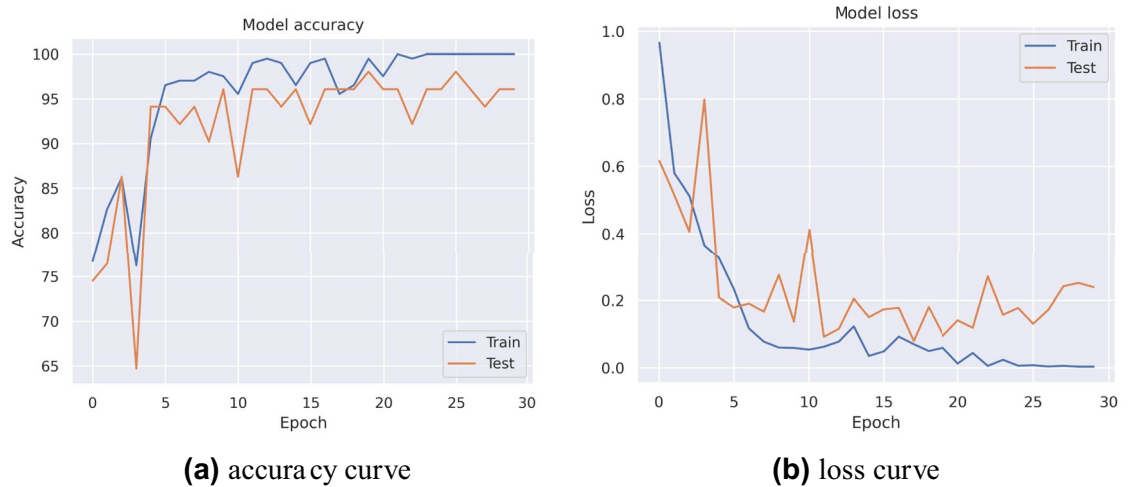 Model accuracy
100
95
90
85
80
75
70
65
Accuracy
0 5 10 15 20 25 30
Epoch
Train
Test
(a) accuracy curve
Model loss
1.0
0.8
0.6
0.4
0.2
0.0
Loss
0 5 10 15 20 25 30
Epoch
Train
Test
(b) loss curve